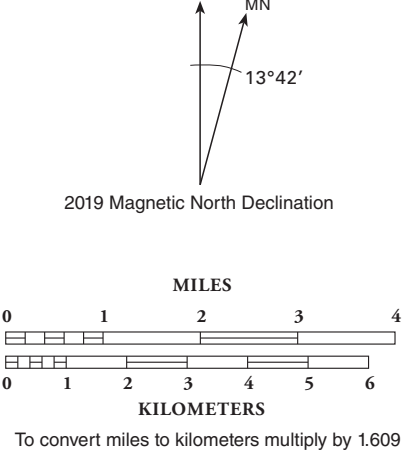 MN
13°42′
2019 Magnetic North Declination
MILES
0 1 2 3 4
0 1 2 3 4 5 6
KILOMETERS
To convert miles to kilometers multiply by 1.609